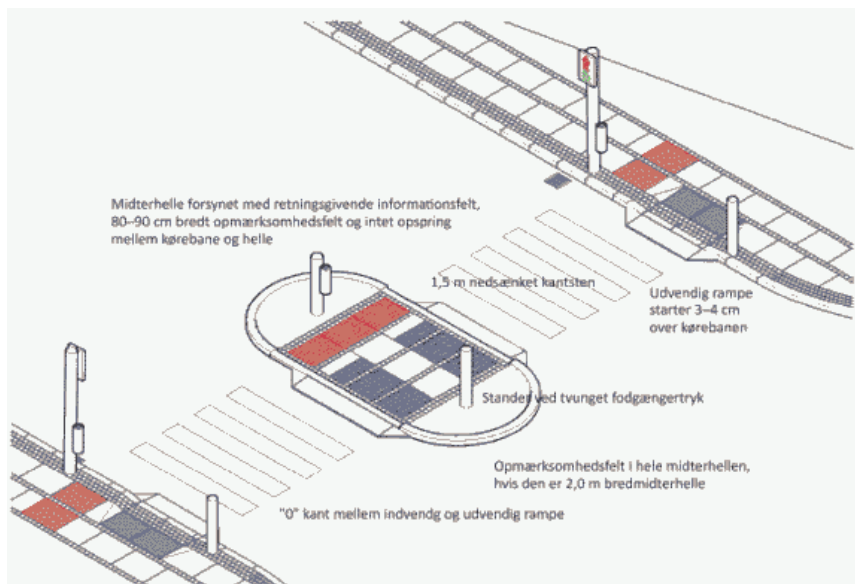 Midterhelle forsynet med retningsgivende informationsfelt,
80–90 cm bredt opmærksomhedsfelt og intet opspring
mellem kørebane og helle
1,5 m nedsænket kantsten
Udvendig rampe
starter 3–4 cm
over kørebanen
Stander ved tvunget fodgængertryk
Opmærksomhedsfelt i hele midterhellen,
hvis den er 2,0 m bredmidterhelle
"0" kant mellem indvendg og udvendig rampe